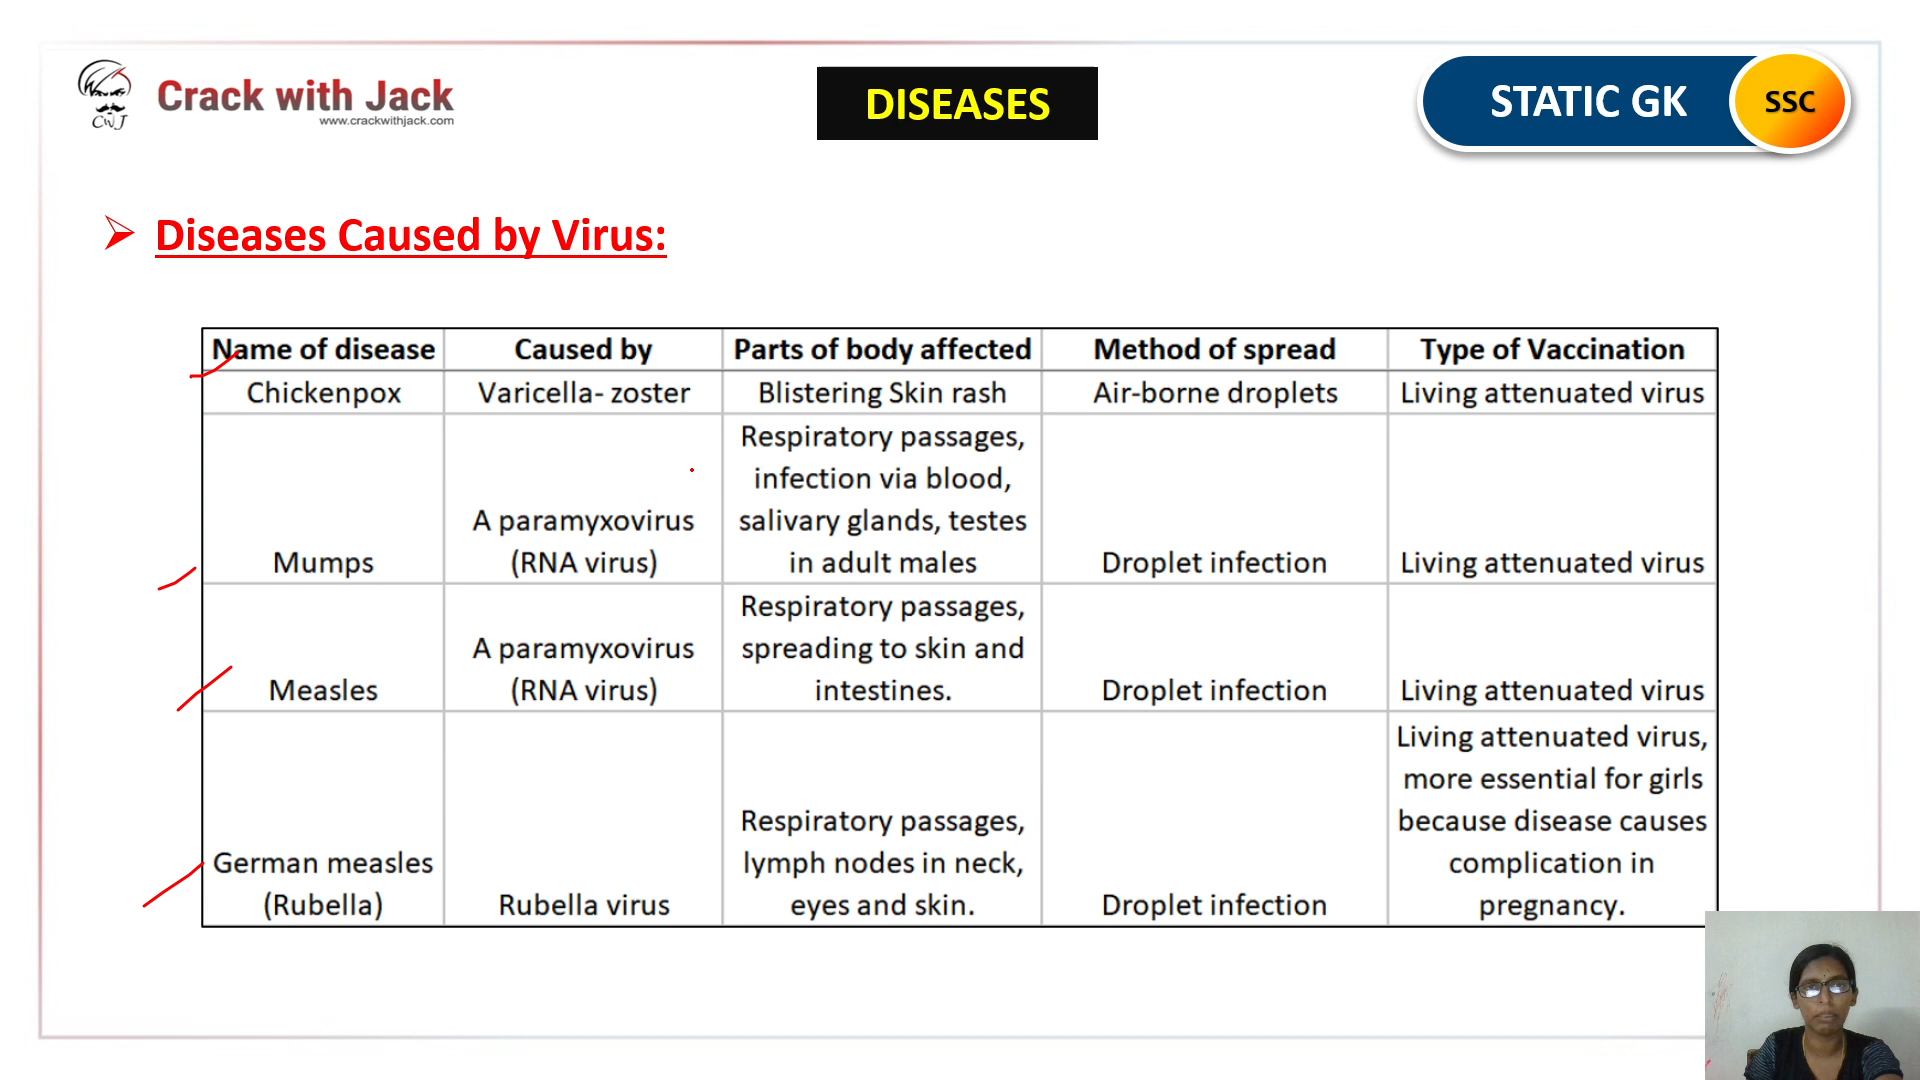 Crack with Jack
www.crackwithjack.com
CWJ
DISEASES
STATIC GK
SSC
Diseases Caused by Virus:
Name of disease Caused by Parts of body affected Method of spread Type of Vaccination
Chickenpox Varicella- zoster Blistering Skin rash Air-borne droplets Living attenuated virus
Mumps A paramyxovirus
(RNA virus) Respiratory passages,
infection via blood,
salivary glands, testes
in adult males Droplet infection Living attenuated virus
Measles A paramyxovirus
(RNA virus) Respiratory passages,
spreading to skin and
intestines. Droplet infection Living attenuated virus
German measles
(Rubella) Rubella virus Respiratory passages,
lymph nodes in neck,
eyes and skin. Droplet infection Living attenuated virus,
more essential for girls
because disease causes
complication in
pregnancy.